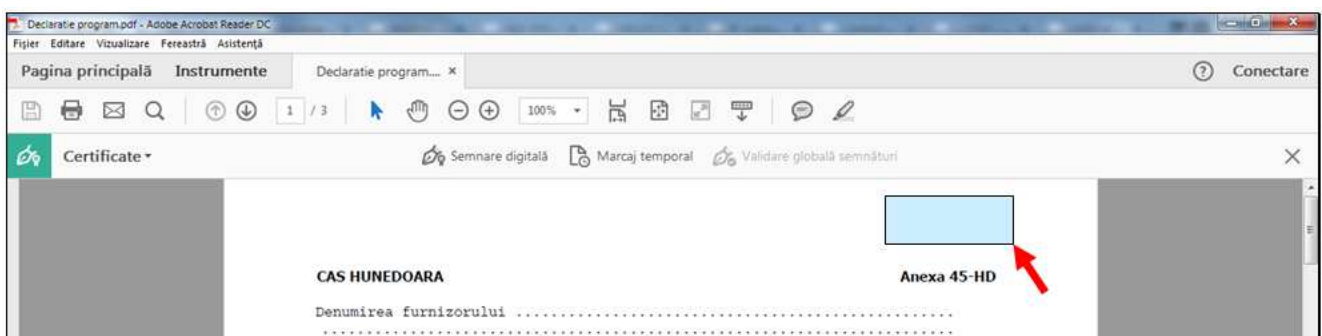 Declaratie program.pdf - Adobe Acrobat Reader DC
Fișier Editare Vizualizare Fereastră Asistență
Pagina principală Instrumente Declaratie program.... × ? Conectare
1 / 3 100%
Certificate Semnare digitală Marcaj temporal Validare globală semnături
CAS HUNEDOARA Anexa 45-HD
Denumirea furnizorului ......................................................
..............................................................................